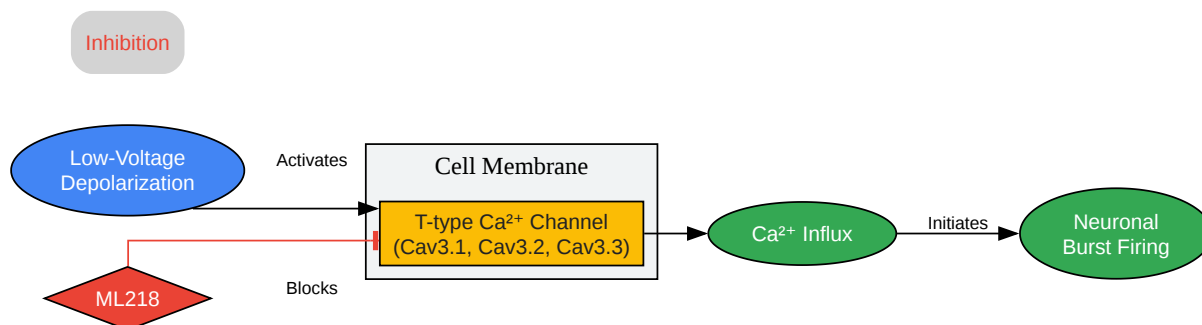 Inhibition
Low-Voltage
Depolarization
Activates
Cell Membrane
T-type Ca²⁺ Channel
(Cav3.1, Cav3.2, Cav3.3)
Ca²⁺ Influx
Initiates
Neuronal
Burst Firing
ML218
Blocks